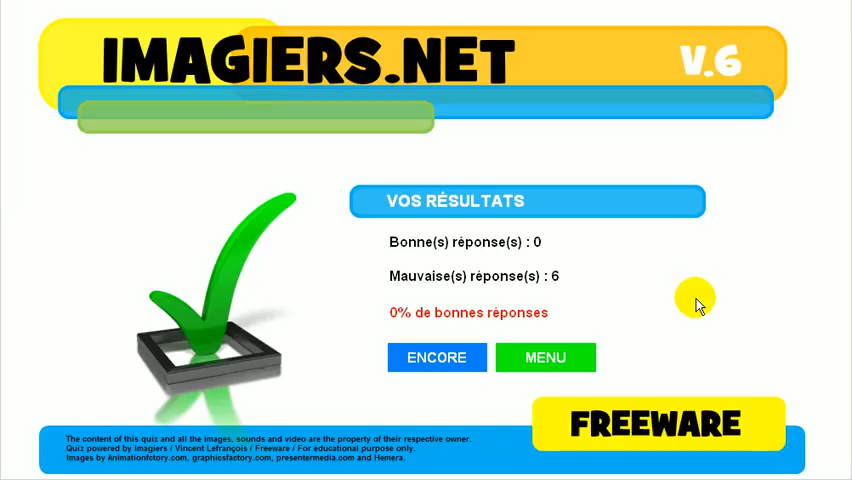 IMAGIERS.NET
V.6
VOS RÉSULTATS
Bonne(s) réponse(s) : 0
Mauvaise(s) réponse(s) : 6
0% de bonnes réponses
ENCORE
MENU
FREEWARE
The content of this quiz and all the images, sounds and video are the property of their respective owner.
Quiz powered by Imagiers / Vincent Lefrançois / Freeware / For educational purpose only.
Images by Animationfctory.com, graphicsfactory.com, presentermedia.com and Hemera.